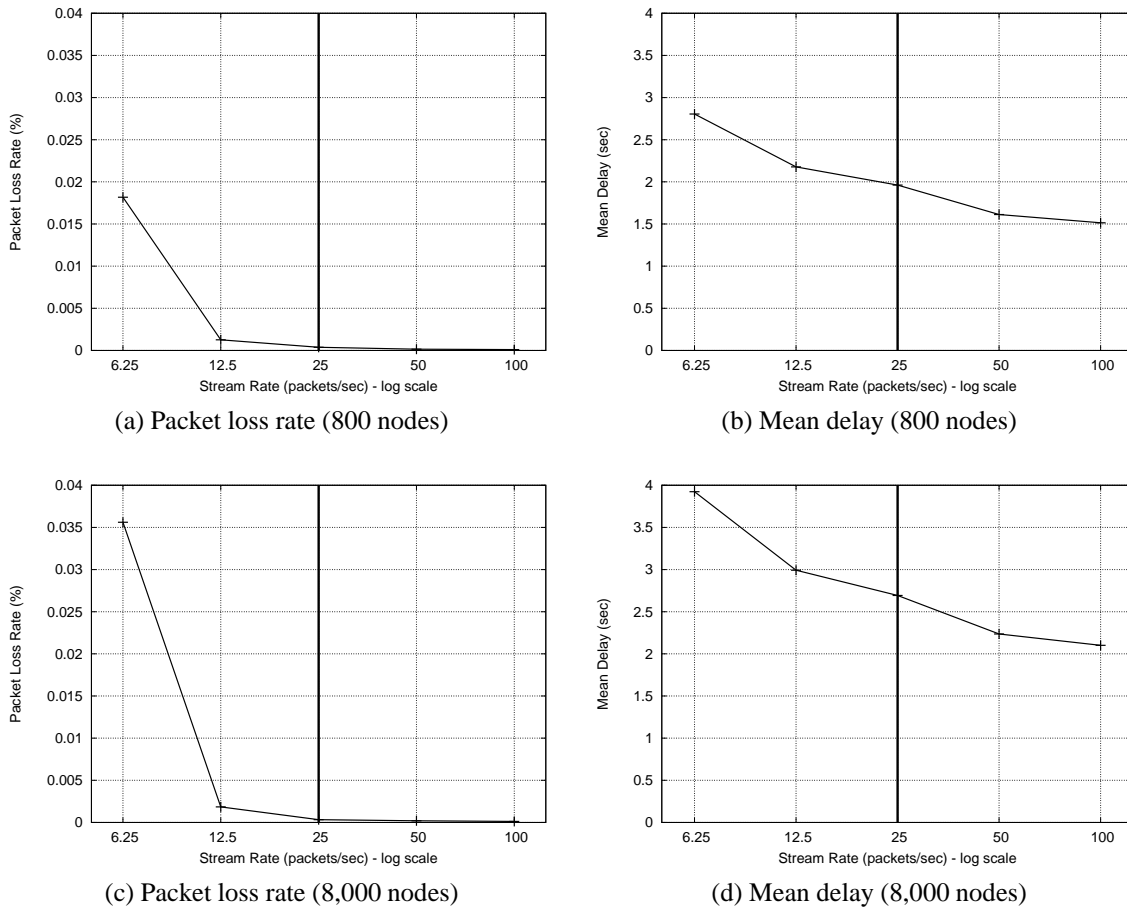 0.04
0.035
0.03
0.025
0.02
0.015
0.01
0.005
0
Packet Loss Rate (%)
6.25 12.5 25 50 100
Stream Rate (packets/sec) - log scale
(a) Packet loss rate (800 nodes)
4
3.5
3
2.5
2
1.5
1
0.5
0
Mean Delay (sec)
6.25 12.5 25 50 100
Stream Rate (packets/sec) - log scale
(b) Mean delay (800 nodes)
0.04
0.035
0.03
0.025
0.02
0.015
0.01
0.005
0
Packet Loss Rate (%)
6.25 12.5 25 50 100
Stream Rate (packets/sec) - log scale
(c) Packet loss rate (8,000 nodes)
4
3.5
3
2.5
2
1.5
1
0.5
0
Mean Delay (sec)
6.25 12.5 25 50 100
Stream Rate (packets/sec) - log scale
(d) Mean delay (8,000 nodes)